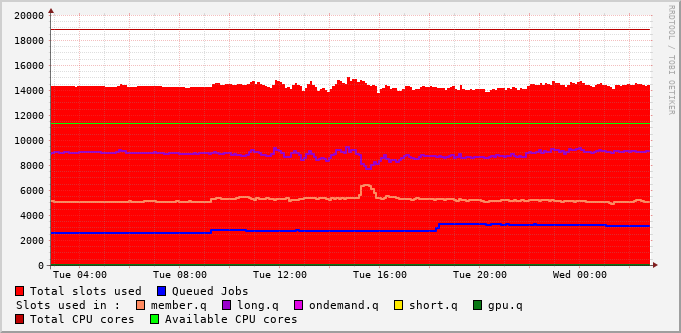 RRDTOOL / TOBI OETIKER
20000
18000
16000
14000
12000
10000
8000
6000
4000
2000
0
Tue 04:00 Tue 08:00 Tue 12:00 Tue 16:00 Tue 20:00 Wed 00:00
Total slots used Queued Jobs
Slots used in : member.q long.q ondemand.q short.q gpu.q
Total CPU cores Available CPU cores